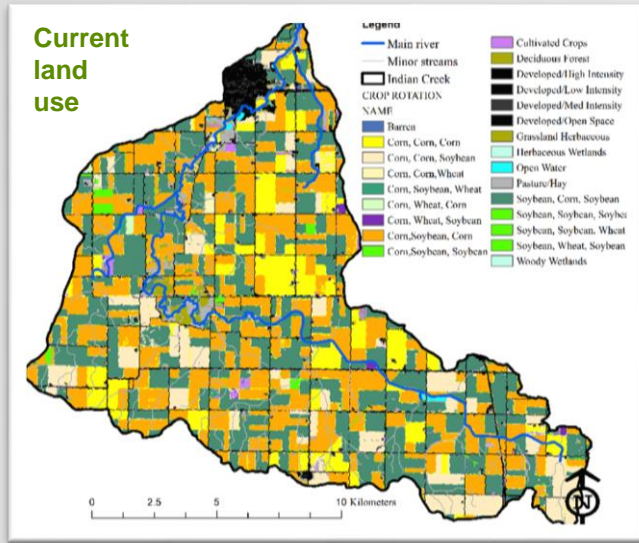 Current
land
use
Legend
Main river
Minor streams
Indian Creek
CROP ROTATION
NAME
Barren
Corn, Corn, Corn
Corn, Corn, Soybean
Corn, Corn,Wheat
Corn, Soybean, Wheat
Corn, Wheat, Corn
Corn, Wheat, Soybean
Corn,Soybean, Corn
Corn,Soybean, Soybean
Cultivated Crops
Deciduous Forest
Developed/High Intensity
Developed/Low Intensity
Developed/Med Intensity
Developed/Open Space
Grassland Herbaceous
Herbaceous Wetlands
Open Water
Pasture/Hay
Soybean, Corn, Soybean
Soybean, Soybean, Soybe
Soybean, Soybean, Wheat
Soybean, Wheat, Soybean
Woody Wetlands
0 2.5 5 10 Kilometers
N